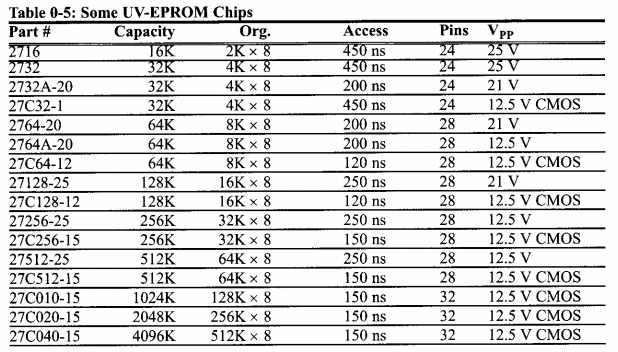 Table 0-5: Some UV-EPROM Chips
Part # Capacity Org. Access Pins VPP
2716 16K 2K × 8 450 ns 24 25 V
2732 32K 4K × 8 450 ns 24 25 V
2732A-20 32K 4K × 8 200 ns 24 21 V
27C32-1 32K 4K × 8 450 ns 24 12.5 V CMOS
2764-20 64K 8K × 8 200 ns 28 21 V
2764A-20 64K 8K × 8 200 ns 28 12.5 V
27C64-12 64K 8K × 8 120 ns 28 12.5 V CMOS
27128-25 128K 16K × 8 250 ns 28 21 V
27C128-12 128K 16K × 8 120 ns 28 12.5 V CMOS
27256-25 256K 32K × 8 250 ns 28 12.5 V
27C256-15 256K 32K × 8 150 ns 28 12.5 V CMOS
27512-25 512K 64K × 8 250 ns 28 12.5 V
27C512-15 512K 64K × 8 150 ns 28 12.5 V CMOS
27C010-15 1024K 128K × 8 150 ns 32 12.5 V CMOS
27C020-15 2048K 256K × 8 150 ns 32 12.5 V CMOS
27C040-15 4096K 512K × 8 150 ns 32 12.5 V CMOS